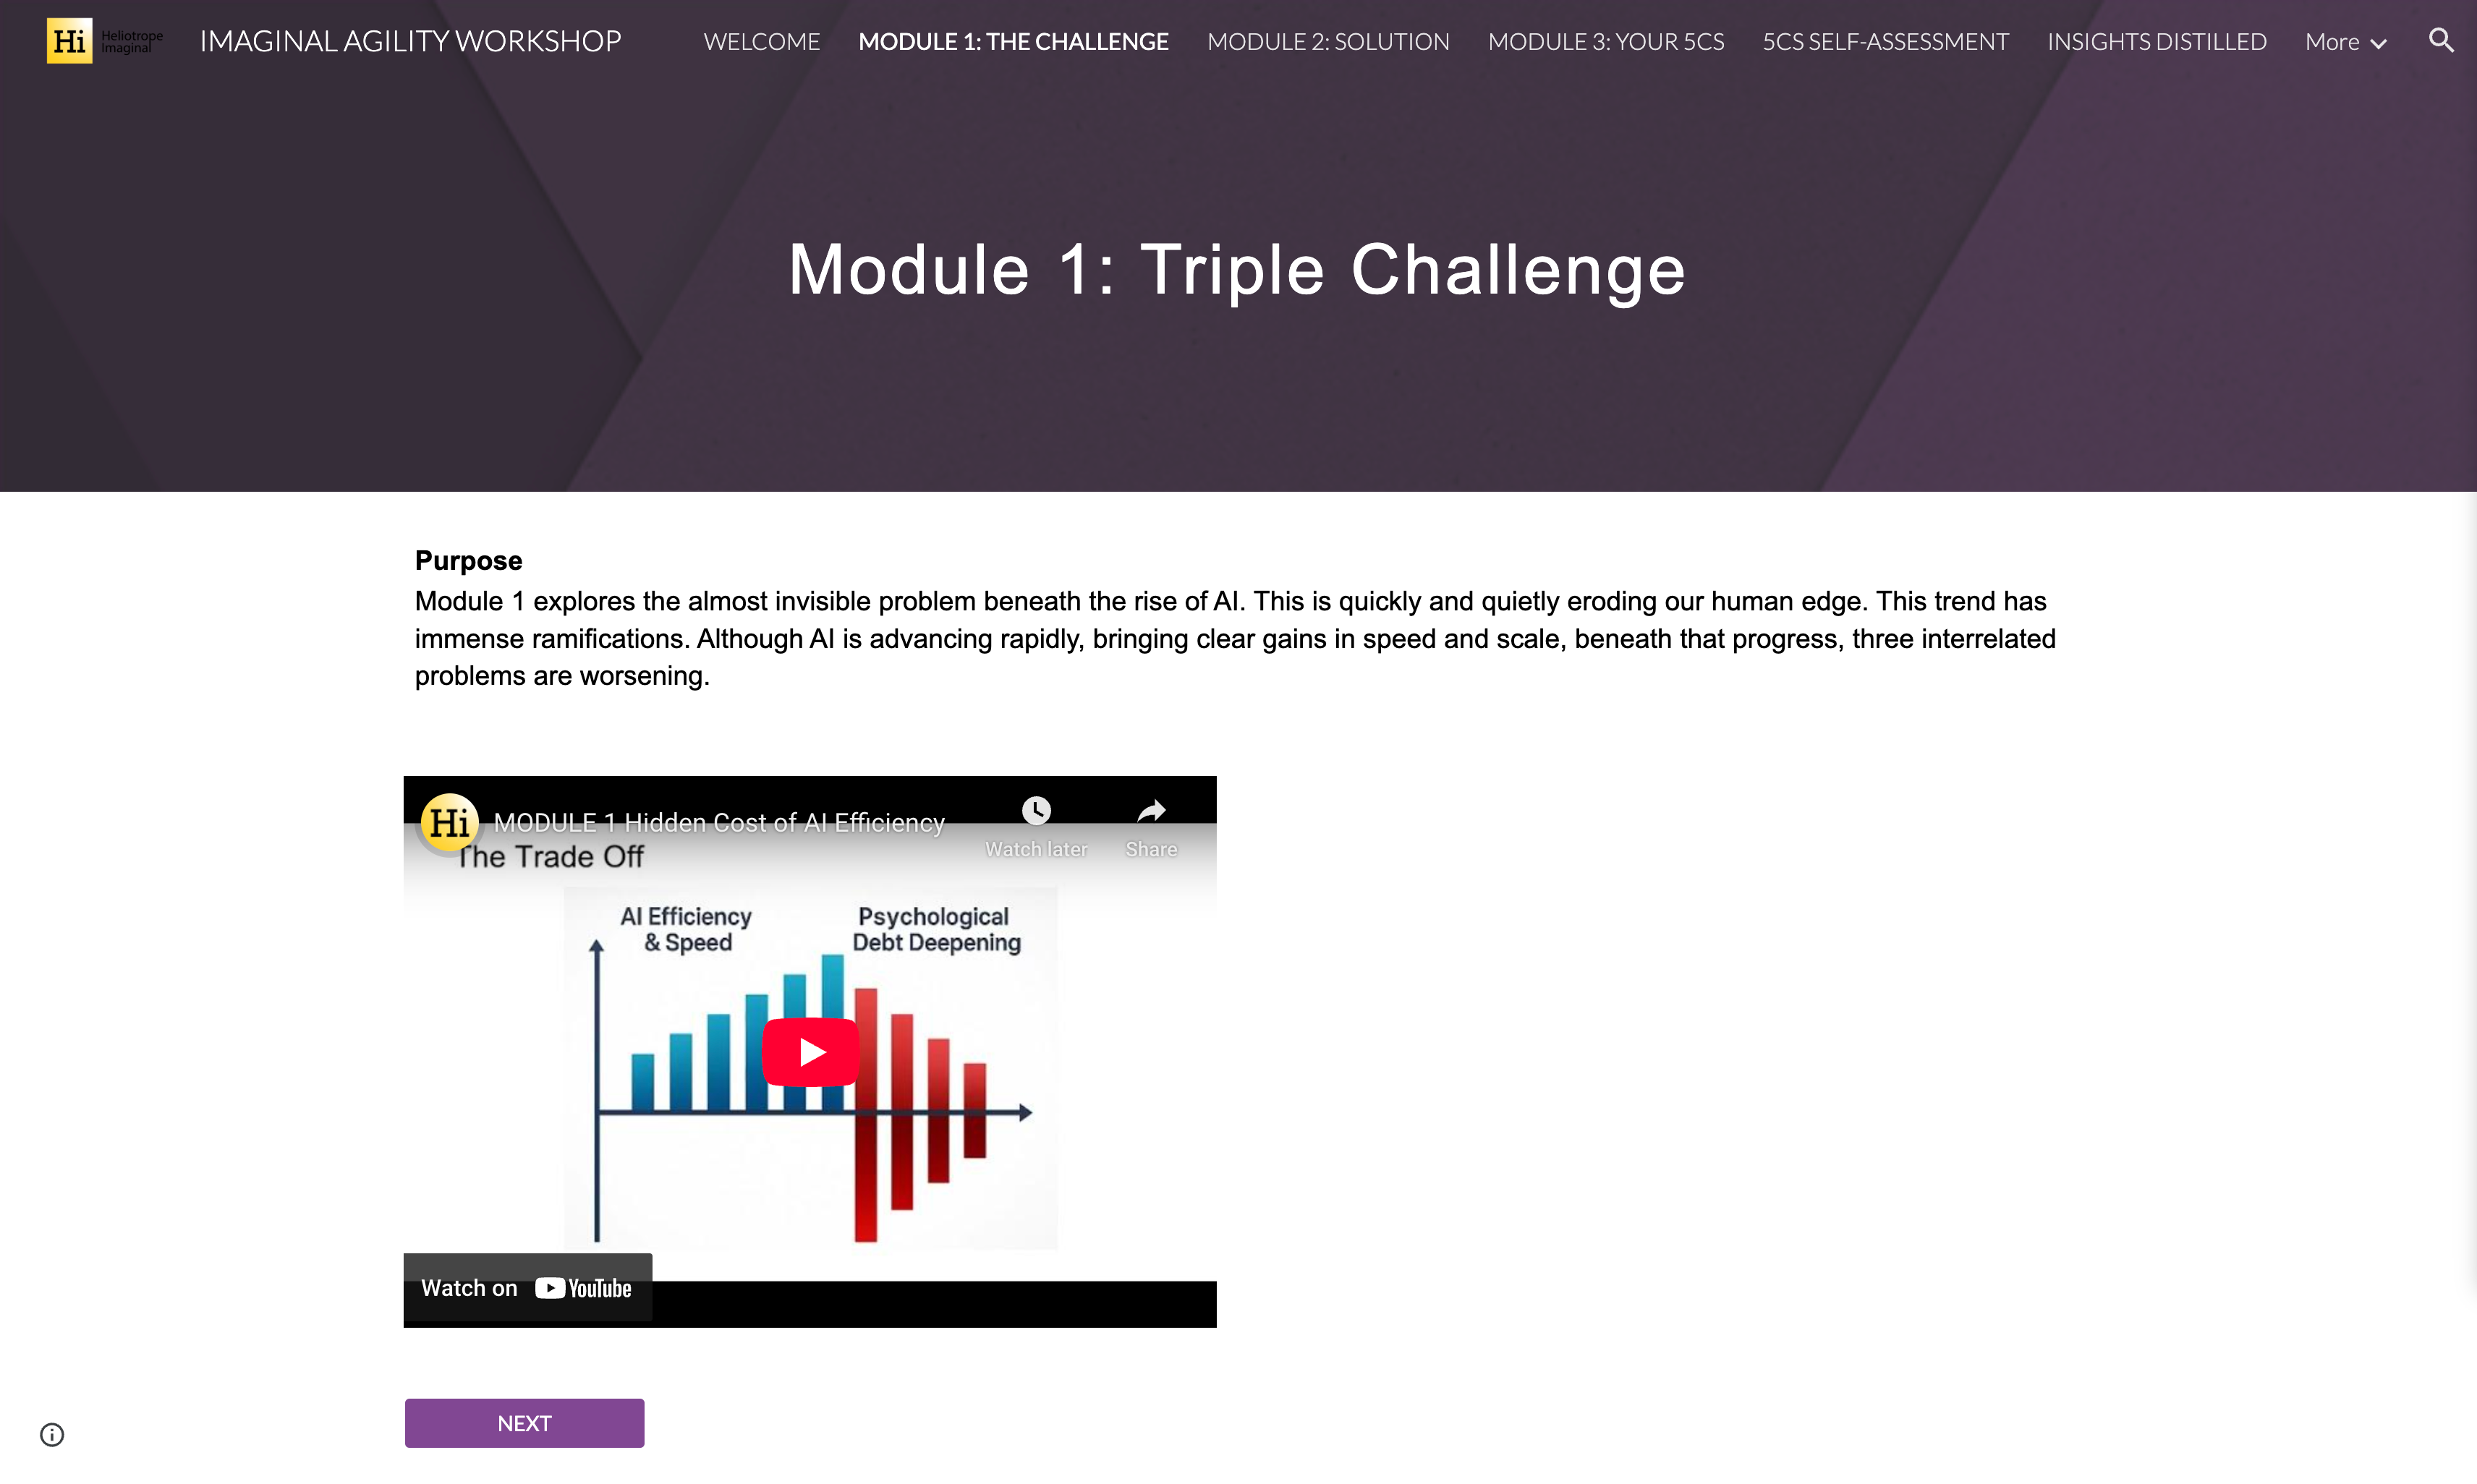 Hi Heliotrope Imaginal
IMAGINAL AGILITY WORKSHOP
WELCOME
MODULE 1: THE CHALLENGE
MODULE 2: SOLUTION
MODULE 3: YOUR 5CS
5CS SELF-ASSESSMENT
INSIGHTS DISTILLED
More
Module 1: Triple Challenge
Purpose
Module 1 explores the almost invisible problem beneath the rise of AI. This is quickly and quietly eroding our human edge. This trend has
immense ramifications. Although AI is advancing rapidly, bringing clear gains in speed and scale, beneath that progress, three interrelated
problems are worsening.
Hi
MODULE 1 Hidden Cost of AI Efficiency
Watch later
Share
The Trade Off
AI Efficiency
& Speed
Psychological
Debt Deepening
Watch on YouTube
NEXT